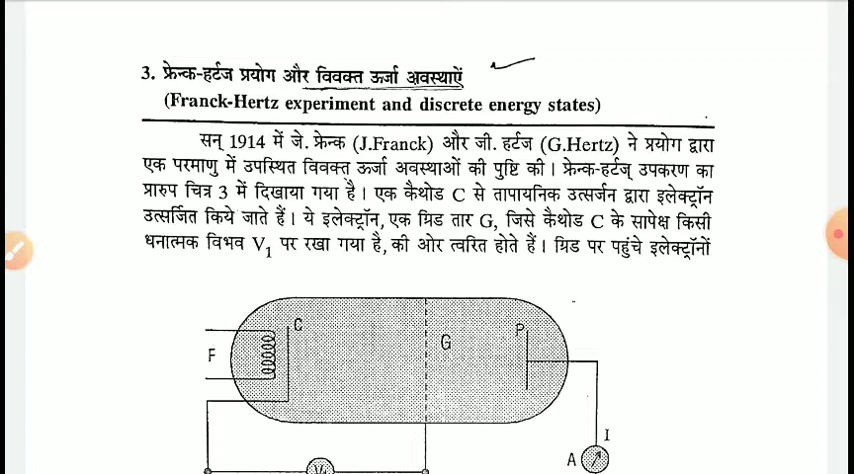 3. फ्रेन्क-हर्टज प्रयोग और विवक्त ऊर्जा अवस्थाऐं
(Franck-Hertz experiment and discrete energy states)
सन् 1914 में जे. फ्रेन्क (J.Franck) और जी. हर्टज (G.Hertz) ने प्रयोग द्वारा
एक परमाणु में उपस्थित विवक्त ऊर्जा अवस्थाओं की पुष्टि की। फ्रेन्क-हर्टज् उपकरण का
प्रारुप चित्र 3 में दिखाया गया है। एक कैथोड C से तापायनिक उत्सर्जन द्वारा इलेक्ट्रॉन
उत्सर्जित किये जाते हैं। ये इलेक्ट्रॉन, एक ग्रिड तार G, जिसे कैथोड C के सापेक्ष किसी
धनात्मक विभव V₁ पर रखा गया है, की ओर त्वरित होते हैं। ग्रिड पर पहुंचे इलेक्ट्रॉनों
C
P
G
F
I
A